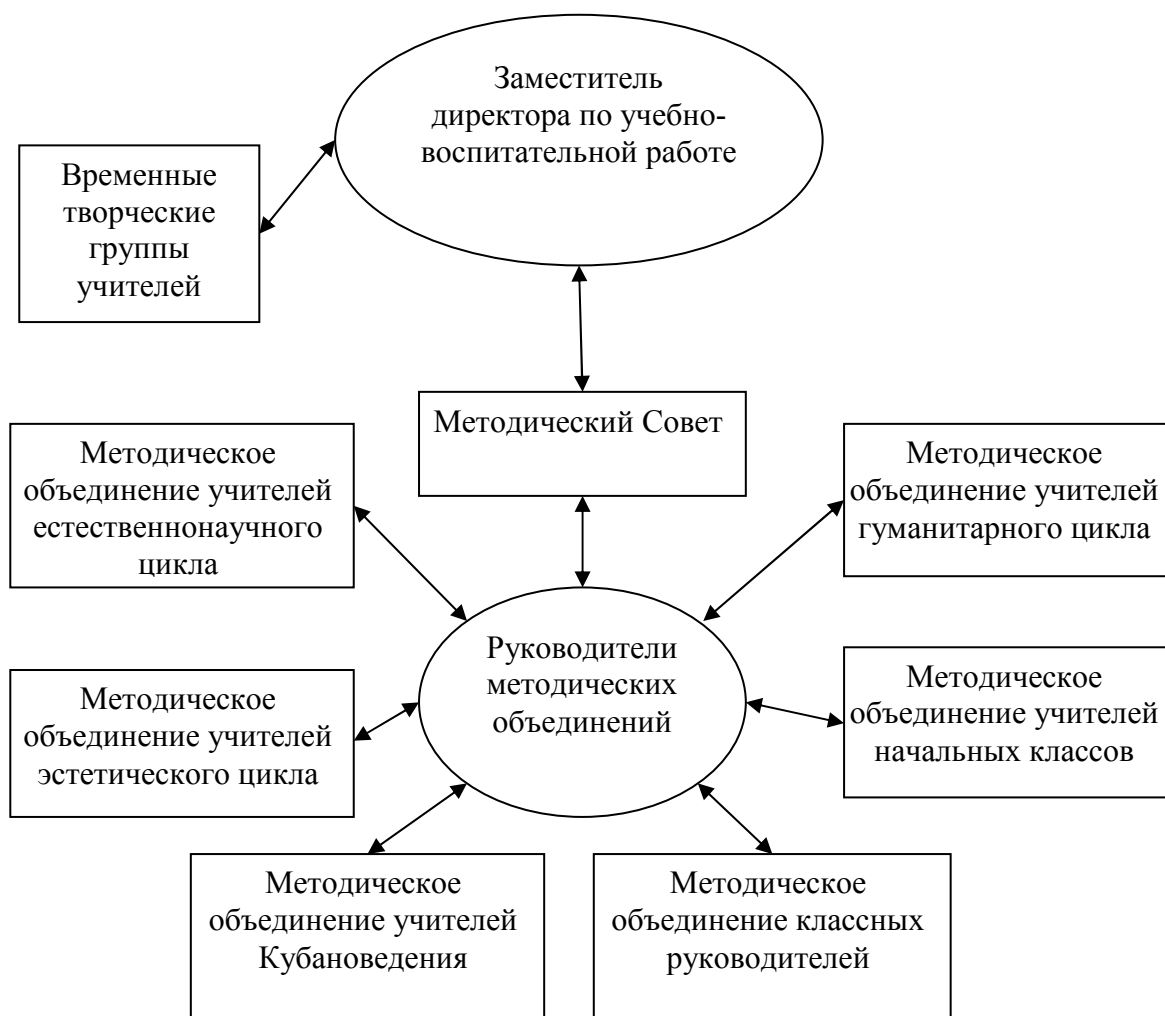 Заместитель
директора по учебно-
воспитательной работе
Временные
творческие
группы
учителей
Методический Совет
Методическое
объединение учителей
естественнонаучного
цикла
Методическое
объединение учителей
гуманитарного цикла
Руководители
методических
объединений
Методическое
объединение учителей
эстетического цикла
Методическое
объединение учителей
начальных классов
Методическое
объединение учителей
Кубановедения
Методическое
объединение классных
руководителей